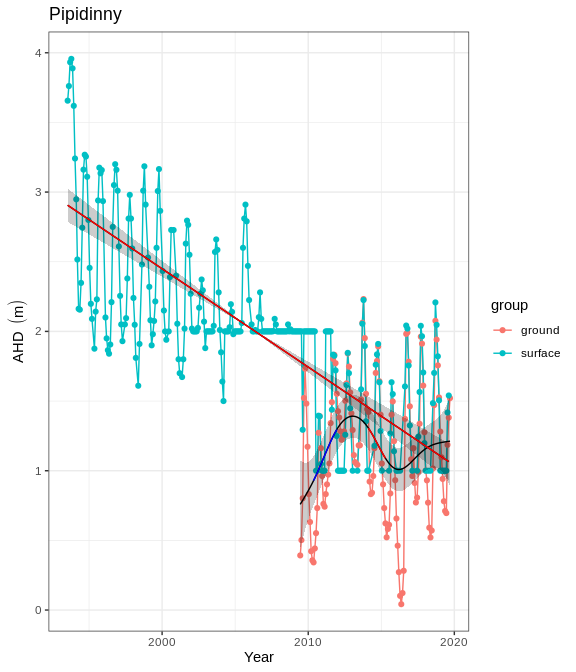 Pipidinny
AHD (m)
4
3
2
1
0
2000
2010
2020
Year
group
ground
surface